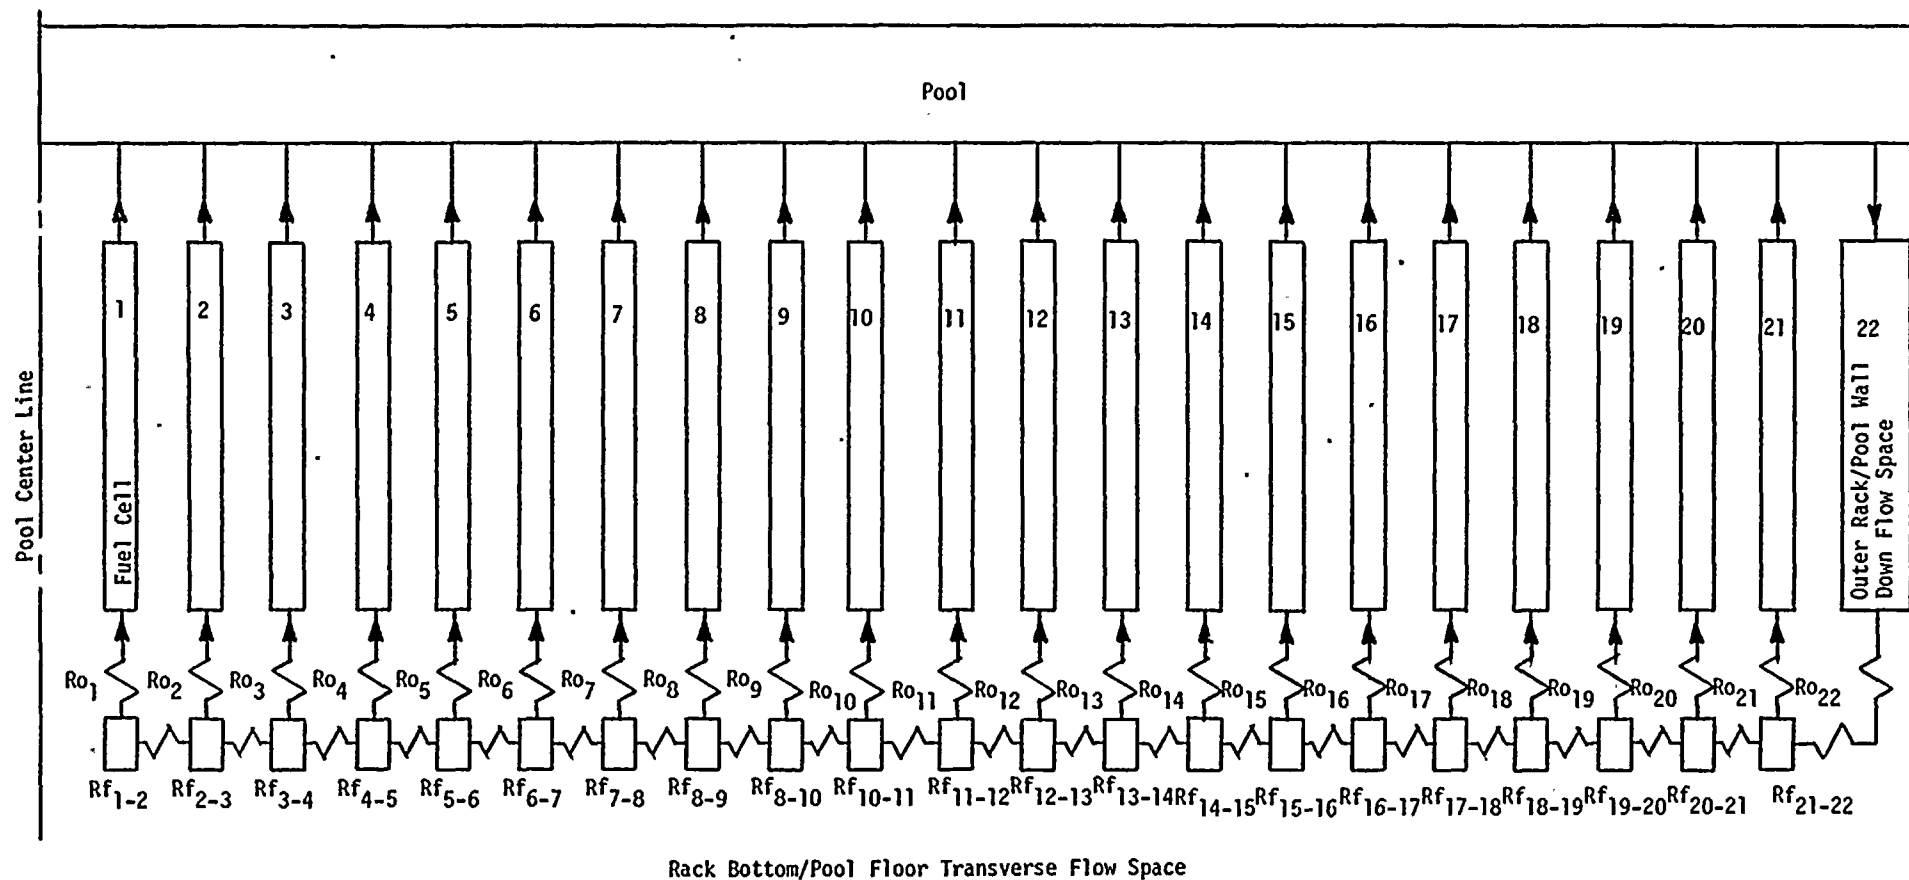 Pool
1 2 3 4 5 6 7 8 9 10 11 12 13 14 15 16 17 18 19 20 21 22
Pool Center Line
Fuel Cell
Outer Rack/Pool Wall
Down Flow Space
Ro1 Ro2 Ro3 Ro4 Ro5 Ro6 Ro7 Ro8 Ro9 Ro10 Ro11 Ro12 Ro13 Ro14 Ro15 Ro16 Ro17 Ro18 Ro19 Ro20 Ro21 Ro22
Rf1-2 Rf2-3 Rf3-4 Rf4-5 Rf5-6 Rf6-7 Rf7-8 Rf8-9 Rf8-10 Rf10-11 Rf11-12 Rf12-13 Rf13-14 Rf14-15 Rf15-16 Rf16-17 Rf17-18 Rf18-19 Rf19-20 Rf20-21 Rf21-22
Rack Bottom/Pool Floor Transverse Flow Space